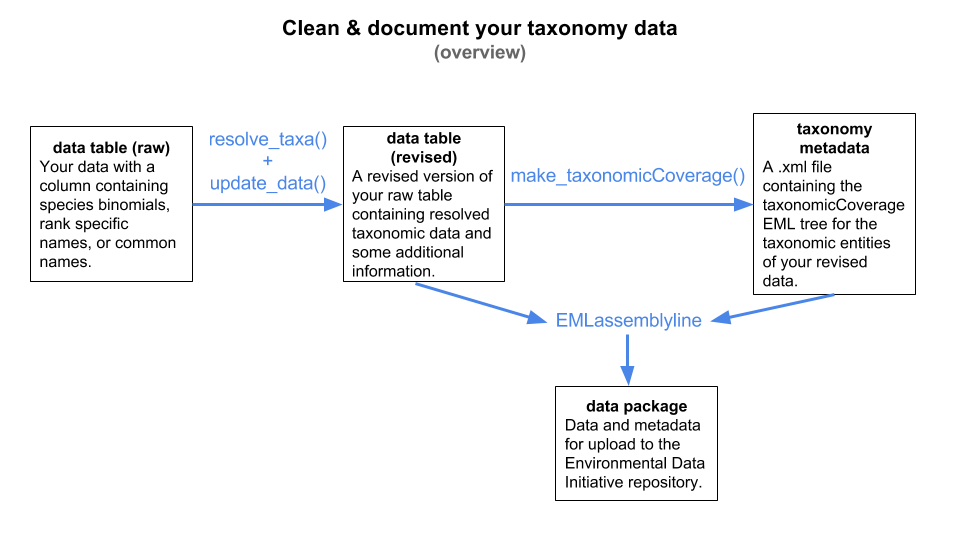 Clean & document your taxonomy data
(overview)
data table (raw)
Your data with a
column containing
species binomials,
rank specific
names, or common
names.
resolve_taxa()
+
update_data()
data table
(revised)
A revised version of
your raw table
containing resolved
taxonomic data and
some additional
information.
make_taxonomicCoverage()
taxonomy
metadata
A .xml file
containing the
taxonomicCoverage
EML tree for the
taxonomic entities
of your revised
data.
EMLassemblyline
data package
Data and metadata
for upload to the
Environmental Data
Initiative repository.